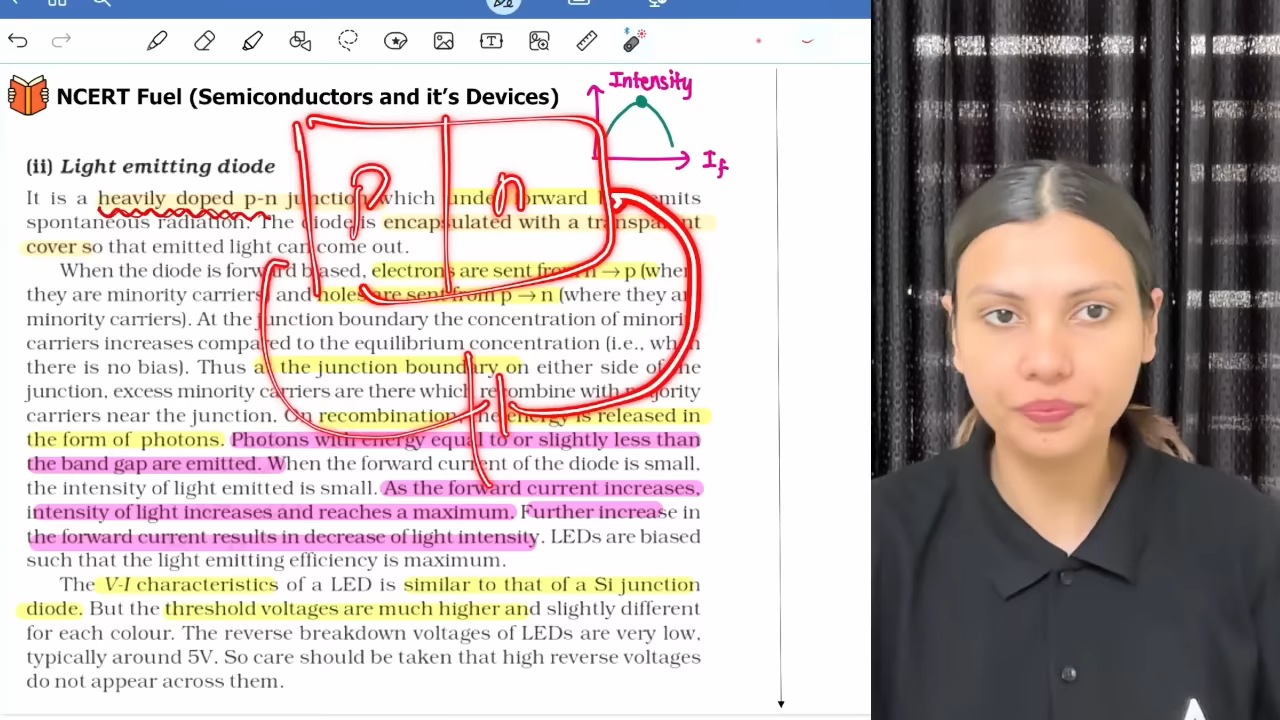 NCERT Fuel (Semiconductors and it's Devices)
Intensity
If
(ii) Light emitting diode
p n
It is a heavily doped p-n junction which under forward emits
spontaneous radiation. The diode is encapsulated with a transparent
cover so that emitted light can come out.
When the diode is forward biased, electrons are sent from n → p (where
they are minority carriers) and holes are sent from p → n (where they are
minority carriers). At the junction boundary the concentration of minority
carriers increases compared to the equilibrium concentration (i.e., when
there is no bias). Thus at the junction boundary on either side of the
junction, excess minority carriers are there which recombine with majority
carriers near the junction. On recombination, the energy is released in
the form of photons. Photons with energy equal to or slightly less than
the band gap are emitted. When the forward current of the diode is small,
the intensity of light emitted is small. As the forward current increases,
intensity of light increases and reaches a maximum. Further increase in
the forward current results in decrease of light intensity. LEDs are biased
such that the light emitting efficiency is maximum.
The V-I characteristics of a LED is similar to that of a Si junction
diode. But the threshold voltages are much higher and slightly different
for each colour. The reverse breakdown voltages of LEDs are very low,
typically around 5V. So care should be taken that high reverse voltages
do not appear across them.